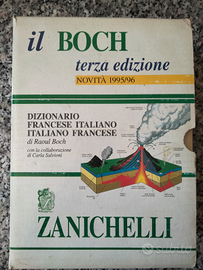 il BOCH
terza edizione
NOVITÀ 1995/96
DIZIONARIO
FRANCESE ITALIANO
ITALIANO FRANCESE
di Raoul Boch
con la collaborazione
di Carla Salvioni
ZANICHELLI
subito